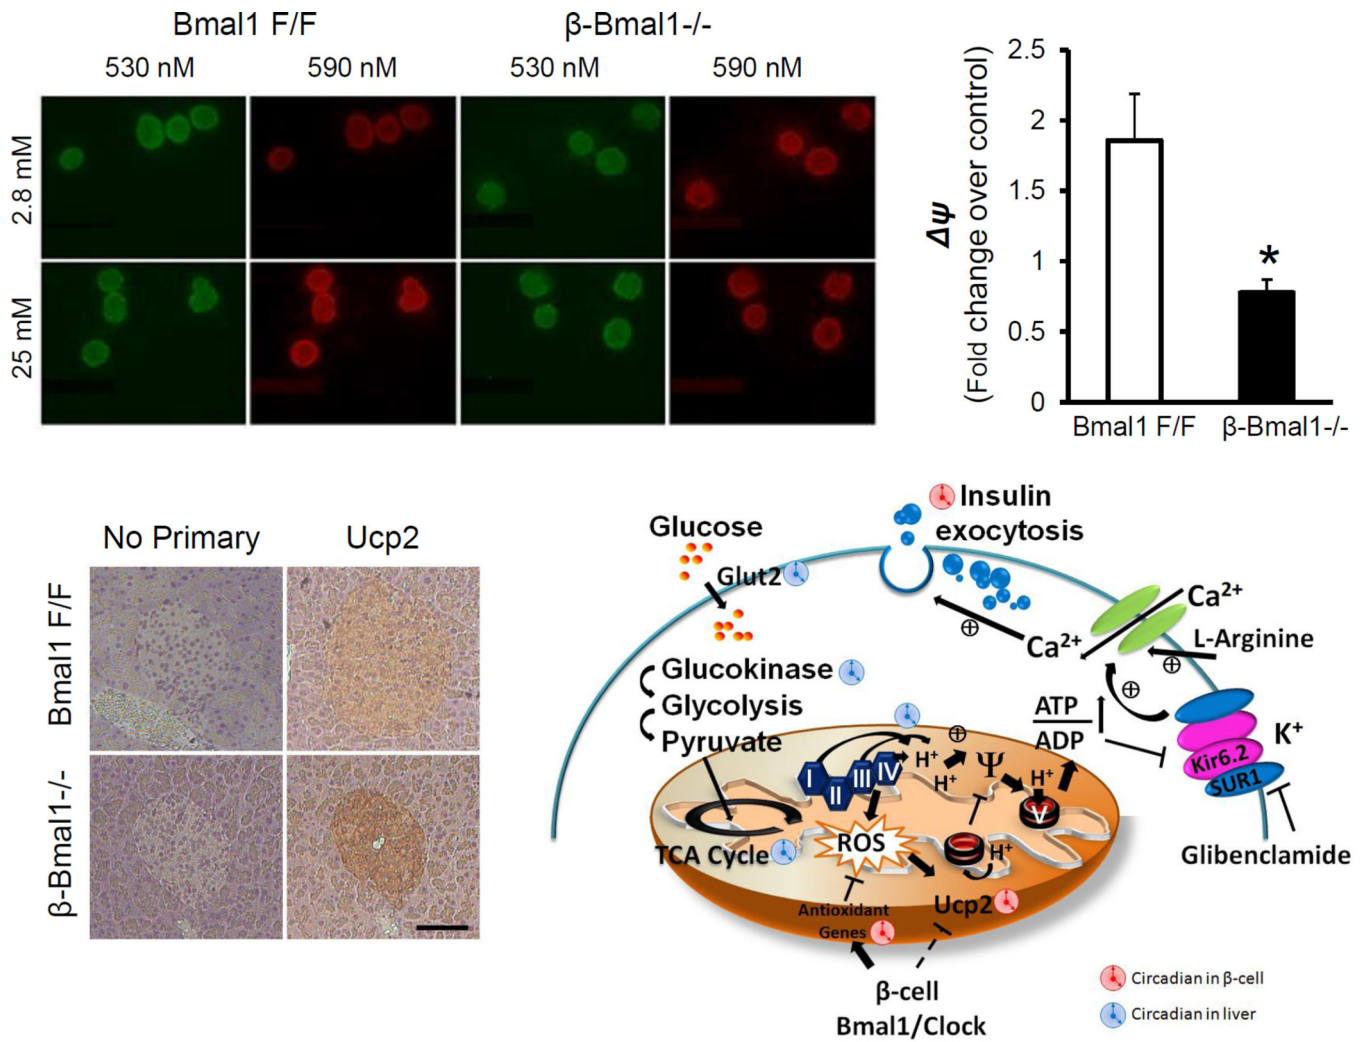 Bmal1 F/F
β-Bmal1-/-
530 nM
590 nM
530 nM
590 nM
2.8 mM
25 mM
Δψ
(Fold change over control)
2.5
2
1.5
1
0.5
0
*
Bmal1 F/F
β-Bmal1-/-
No Primary
Ucp2
Bmal1 F/F
β-Bmal1-/-
Insulin
exocytosis
Glucose
Glut2
Ca2+
Ca2+
L-Arginine
Glucokinase
Glycolysis
Pyruvate
ATP
ADP
K+
Kir6.2
SUR1
Glibenclamide
I
II
III
IV
H+
H+
Ψ
H+
V
H+
TCA Cycle
ROS
Ucp2
Antioxidant
Genes
β-cell
Bmal1/Clock
Circadian in β-cell
Circadian in liver